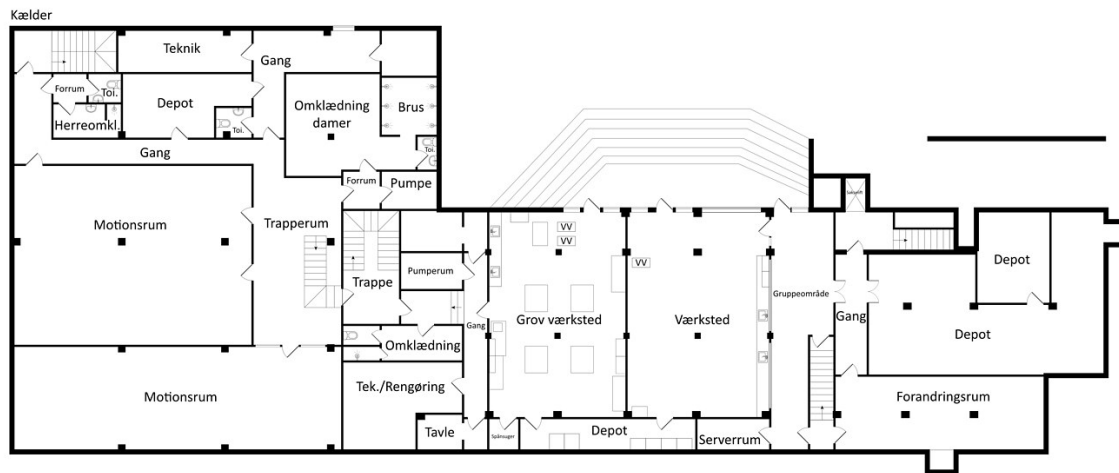 Kælder
Teknik
Gang
Forrum
Toi.
Depot
Toi.
Omklædning
damer
Brus
Herreomkl.
Toi.
Gang
Forrum
Pumpe
Motionsrum
Trapperum
Trappe
Pumperum
Gang
Omklædning
Tek./Rengøring
Tavle
Motionsrum
VV
VV
VV
Grov værksted
Værksted
Gruppeområde
Gang
Depot
Depot
Forandringsrum
Spånsuger
Depot
Serverrum